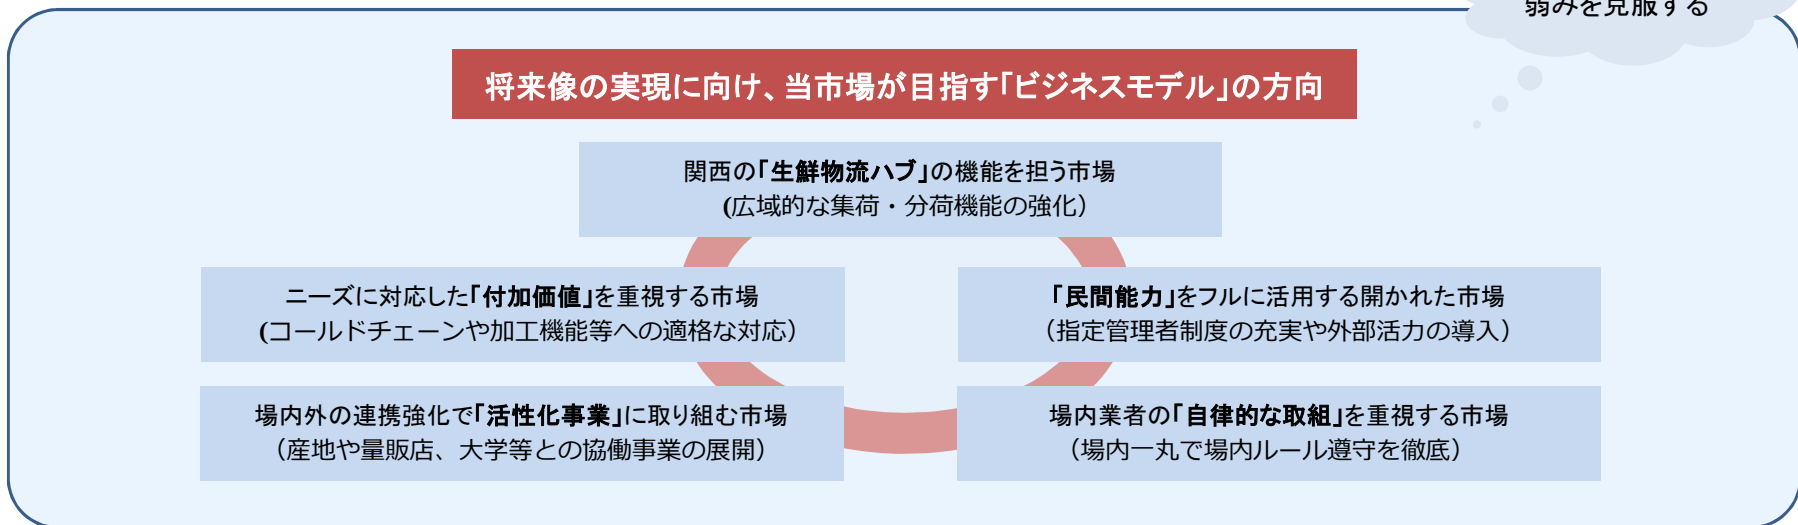 弱みを克服する
将来像の実現に向け、当市場が目指す「ビジネスモデル」の方向
関西の「生鮮物流ハブ」の機能を担う市場
(広域的な集荷・分荷機能の強化）
ニーズに対応した「付加価値」を重視する市場
(コールドチェーンや加工機能等への適格な対応）
「民間能力」をフルに活用する開かれた市場
（指定管理者制度の充実や外部活力の導入）
場内外の連携強化で「活性化事業」に取り組む市場
（産地や量販店、大学等との協働事業の展開）
場内業者の「自律的な取組」を重視する市場
（場内一丸で場内ルール遵守を徹底）